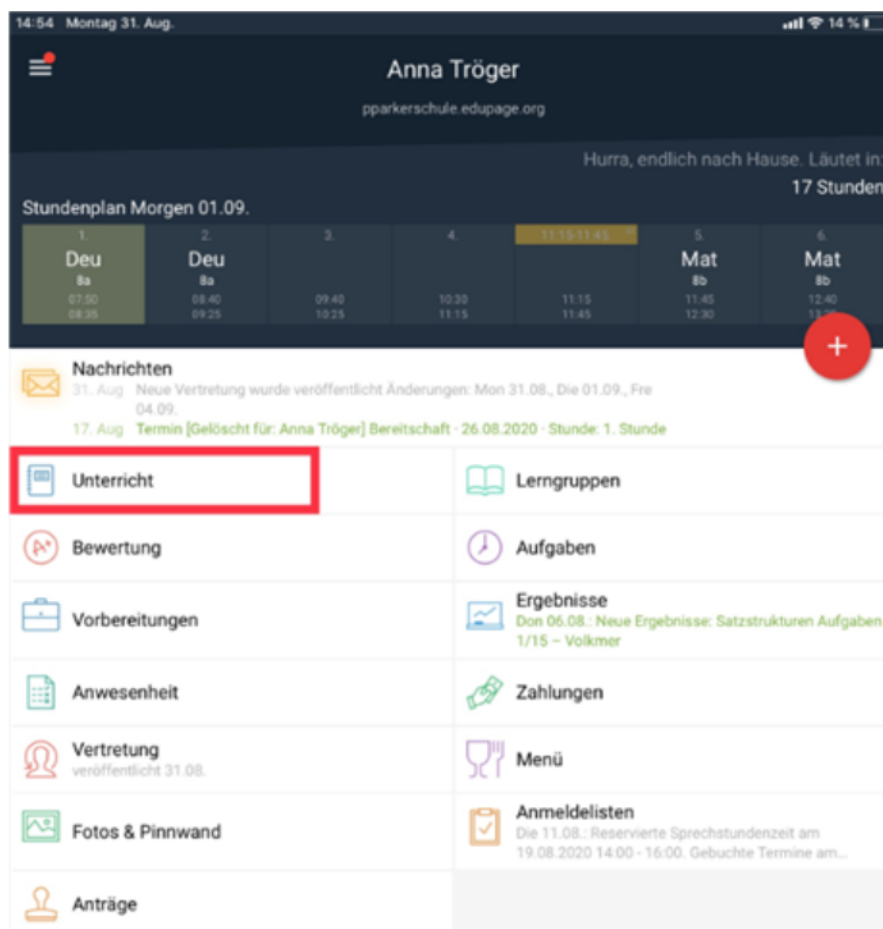 14:54 Montag 31. Aug. 14 %
Anna Tröger
pparkerschule.edupage.org
Hurra, endlich nach Hause. Läutet in:
17 Stunden
Stundenplan Morgen 01.09.
1. 2. 3. 4. 11:15-11:45 5. 6.
Deu Deu Mat Mat
8a 8a 8b 8b
07:50 08:40 09:40 10:30 11:15 11:45 12:40
08:35 09:25 10:25 11:15 11:45 12:30
+
Nachrichten
31. Aug Neue Vertretung wurde veröffentlicht Änderungen: Mon 31.08., Die 01.09., Fre
04.09.
17. Aug Termin [Gelöscht für: Anna Tröger] Bereitschaft · 26.08.2020 · Stunde: 1. Stunde
Unterricht
Lerngruppen
Bewertung
Aufgaben
Vorbereitungen
Ergebnisse
Don 06.08.: Neue Ergebnisse: Satzstrukturen Aufgaben
1/15 – Volkmer
Anwesenheit
Zahlungen
Vertretung
veröffentlicht 31.08.
Menü
Fotos & Pinnwand
Anmeldelisten
Die 11.08.: Reservierte Sprechstundenzeit am
19.08.2020 14:00 - 16:00. Gebuchte Termine am...
Anträge